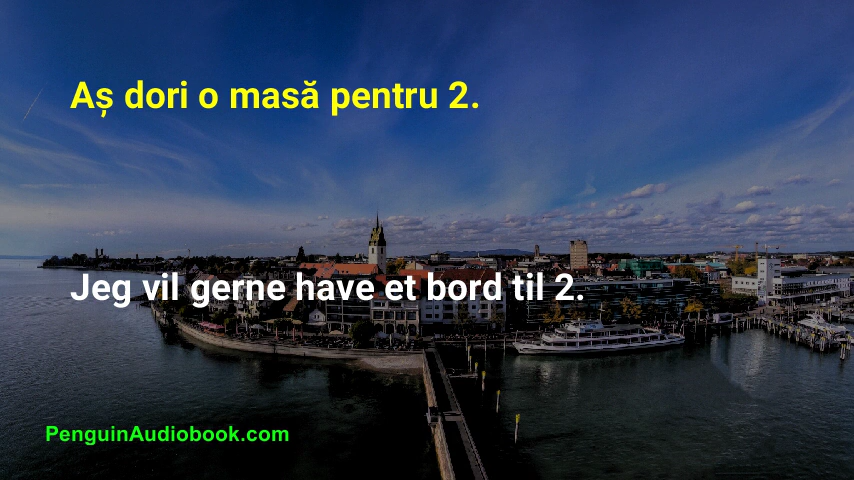 Aș dori o masă pentru 2.
Jeg vil gerne have et bord til 2.
PenguinAudiobook.com